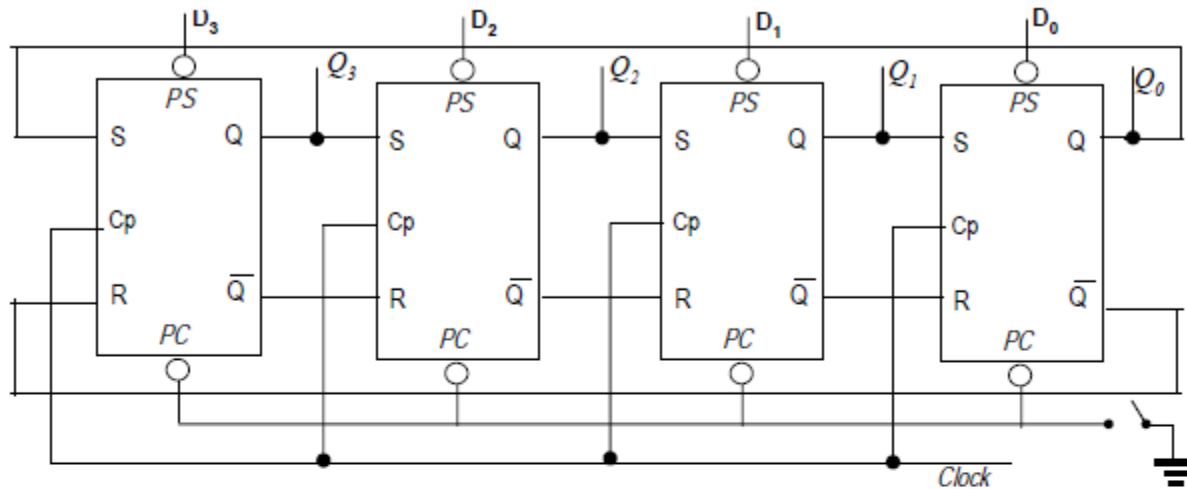 D₃ D₂ D₁ D₀
Q₃ Q₂ Q₁ Q₀
PS PS PS PS
S Q S Q S Q S Q
Cp Cp Cp Cp
R Q̅ R Q̅ R Q̅ R Q̅
PC PC PC PC
Clock